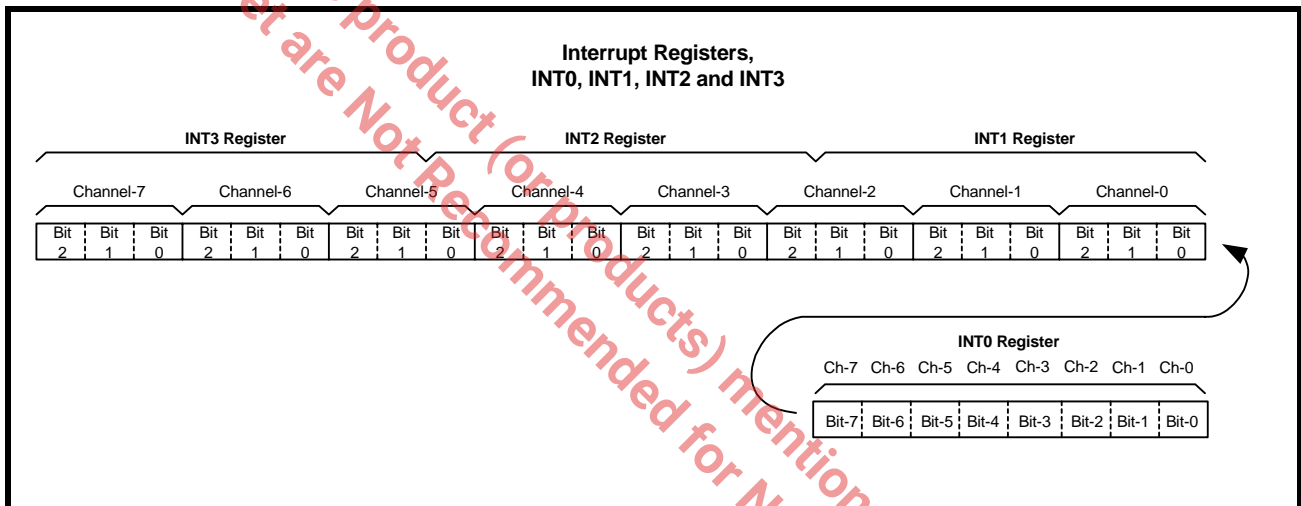 Interrupt Registers,
INT0, INT1, INT2 and INT3
INT3 Register INT2 Register INT1 Register
Channel-7 Channel-6 Channel-5 Channel-4 Channel-3 Channel-2 Channel-1 Channel-0
Bit Bit Bit Bit Bit Bit Bit Bit Bit Bit Bit Bit Bit Bit Bit Bit Bit Bit Bit Bit Bit Bit Bit Bit
2 1 0 2 1 0 2 1 0 2 1 0 2 1 0 2 1 0 2 1 0 2 1 0
INT0 Register
Ch-7 Ch-6 Ch-5 Ch-4 Ch-3 Ch-2 Ch-1 Ch-0
Bit-7 Bit-6 Bit-5 Bit-4 Bit-3 Bit-2 Bit-1 Bit-0
product (or products) mention
et are Not Recommended for N